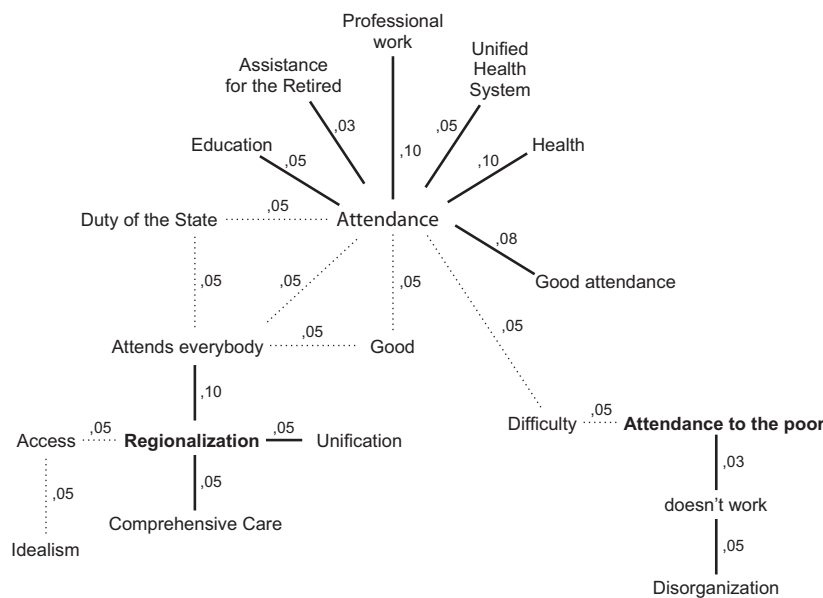 Professional
work
Unified
Health
System
Assistance
for the Retired
,03
,05
,10
Education
,05
,10
Health
Duty of the State
,05
Attendance
,08
Good attendance
,05
,05
,05
,05
Attends everybody
,05
Good
,10
Difficulty
,05
Attendance to the poor
Access
,05
Regionalization
,05
Unification
,03
,05
,05
doesn't work
Comprehensive Care
,05
Idealism
Disorganization